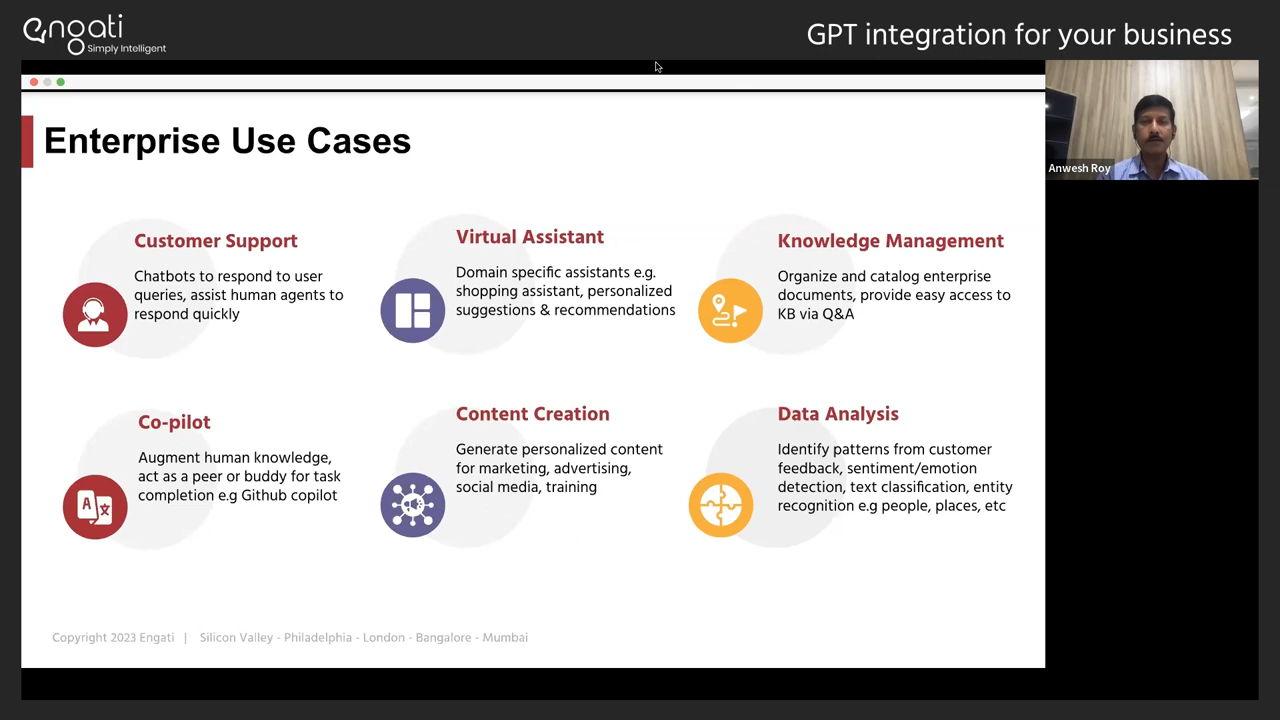 engati
Simply Intelligent
GPT integration for your business
Anwesh Roy
Enterprise Use Cases
Customer Support
Chatbots to respond to user
queries, assist human agents to
respond quickly
Virtual Assistant
Domain specific assistants e.g.
shopping assistant, personalized
suggestions & recommendations
Knowledge Management
Organize and catalog enterprise
documents, provide easy access to
KB via Q&A
Co-pilot
Augment human knowledge,
act as a peer or buddy for task
completion e.g Github copilot
A
Content Creation
Generate personalized content
for marketing, advertising,
social media, training
Data Analysis
Identify patterns from customer
feedback, sentiment/emotion
detection, text classification, entity
recognition e.g people, places, etc
Copyright 2023 Engati | Silicon Valley - Philadelphia - London - Bangalore - Mumbai